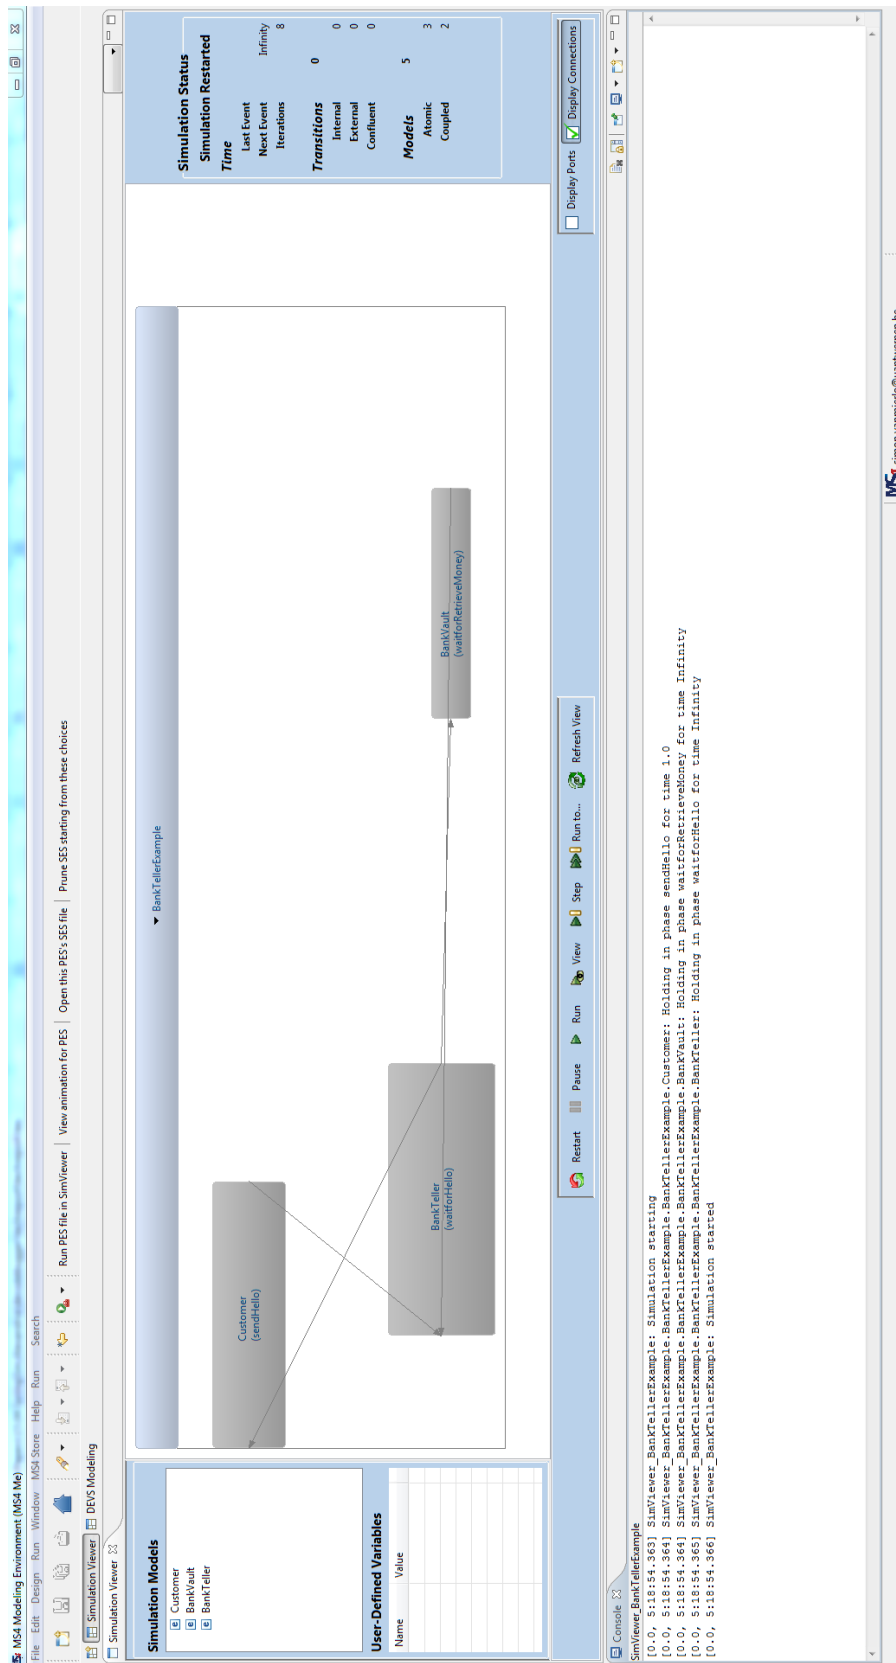 MS4 Modeling Environment (MS4 Me)
File Edit Design Run Window MS4 Store Help Run Search
Run PES file in SimViewer View animation for PES Open this PES's SES file Prune SES starting from these choices
Simulation Viewer DEVS Modeling
Simulation Viewer
Simulation Models
Customer
BankVault
BankTeller
User-Defined Variables
Name Value
BankTellerExample
Customer
(sendHello)
BankTeller
(waitforHello)
BankVault
(waitforRetrieveMoney)
Simulation Status
Simulation Restarted
Time
Last Event
Next Event Infinity
Iterations 8
Transitions 0
Internal 0
External 0
Confluent 0
Models 5
Atomic 3
Coupled 2
Restart Pause Run View Step Run to... Refresh View
Display Ports Display Connections
Console
SimViewer_BankTellerExample
[0.0, 5:18:54.363] SimViewer_BankTellerExample: Simulation starting
[0.0, 5:18:54.364] SimViewer_BankTellerExample.BankTellerExample.Customer: Holding in phase sendHello for time 1.0
[0.0, 5:18:54.364] SimViewer_BankTellerExample.BankTellerExample.BankVault: Holding in phase waitforRetrieveMoney for time Infinity
[0.0, 5:18:54.365] SimViewer_BankTellerExample.BankTellerExample.BankTeller: Holding in phase waitforHello for time Infinity
[0.0, 5:18:54.366] SimViewer_BankTellerExample: Simulation started